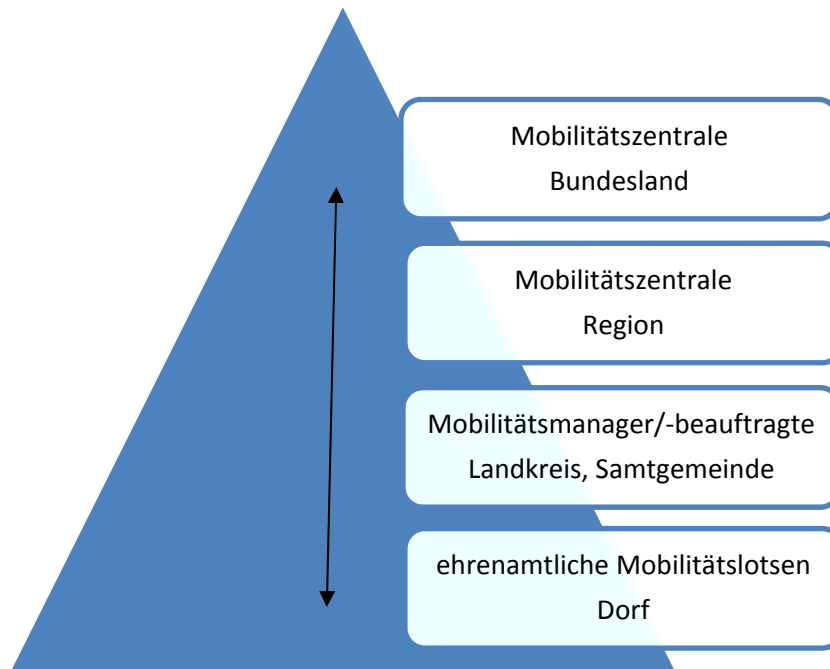 Mobilitätszentrale
Bundesland
Mobilitätszentrale
Region
Mobilitätsmanager/-beauftragte
Landkreis, Samtgemeinde
ehrenamtliche Mobilitätslotsen
Dorf